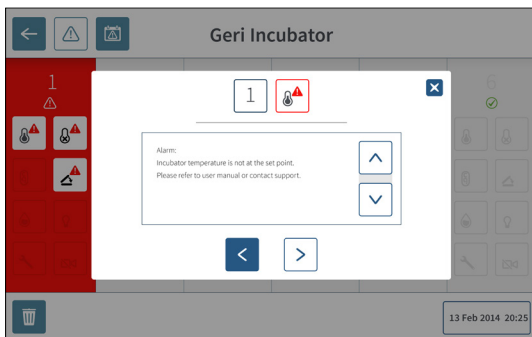 Geri Incubator
1
6
1
Alarm:
Incubator temperature is not at the set point.
Please refer to user manual or contact support.
13 Feb 2014 20:25